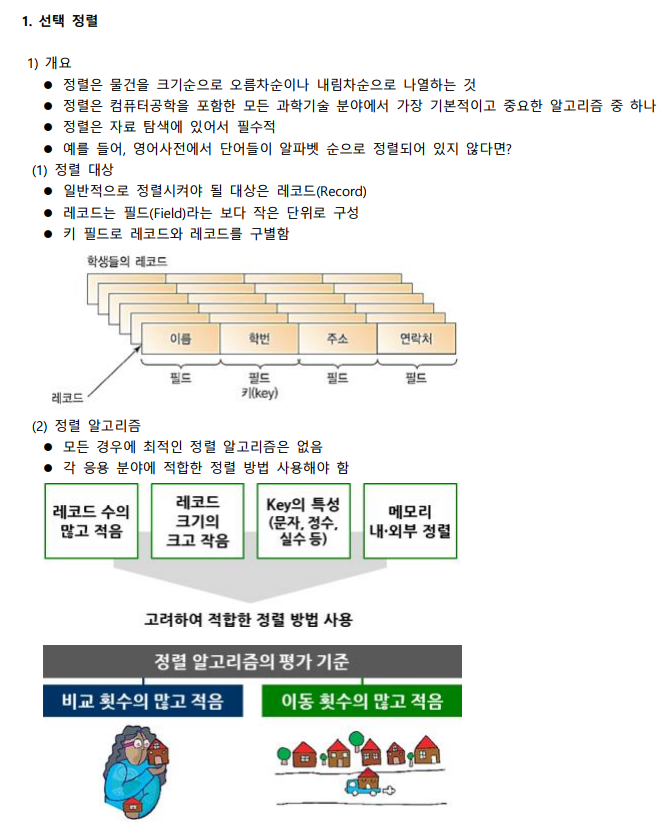 1. 선택 정렬
1) 개요
● 정렬은 물건을 크기순으로 오름차순이나 내림차순으로 나열하는 것
● 정렬은 컴퓨터공학을 포함한 모든 과학기술 분야에서 가장 기본적이고 중요한 알고리즘 중 하나
● 정렬은 자료 탐색에 있어서 필수적
● 예를 들어, 영어사전에서 단어들이 알파벳 순으로 정렬되어 있지 않다면?
(1) 정렬 대상
● 일반적으로 정렬시켜야 될 대상은 레코드(Record)
● 레코드는 필드(Field)라는 보다 작은 단위로 구성
● 키 필드로 레코드와 레코드를 구별함
학생들의 레코드
이름 학번 주소 연락처
필드 필드 필드 필드
키(key)
레코드
(2) 정렬 알고리즘
● 모든 경우에 최적인 정렬 알고리즘은 없음
● 각 응용 분야에 적합한 정렬 방법 사용해야 함
레코드 수의
많고 적음
레코드
크기의
크고 작음
Key의 특성
(문자, 정수,
실수 등)
메모리
내·외부 정렬
고려하여 적합한 정렬 방법 사용
정렬 알고리즘의 평가 기준
비교 횟수의 많고 적음
이동 횟수의 많고 적음